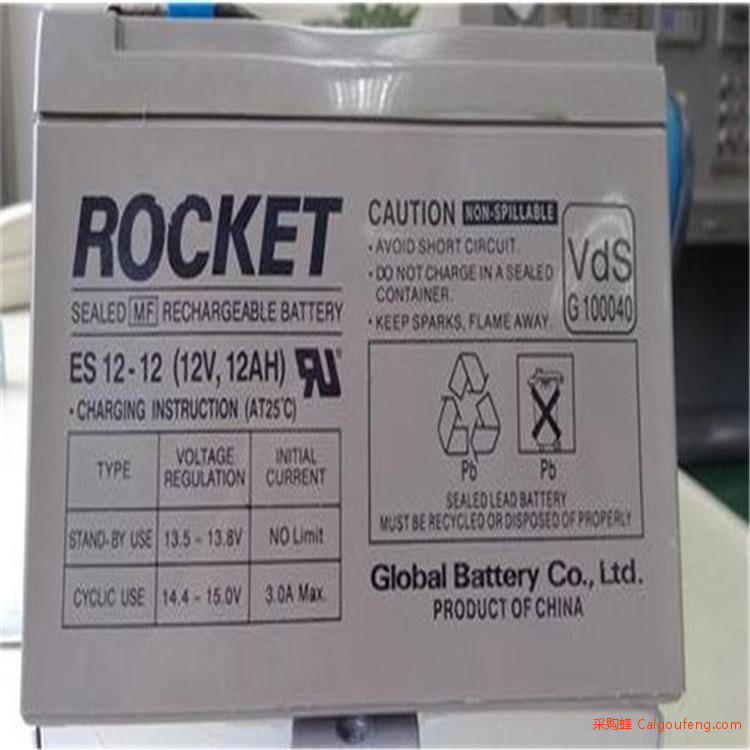 ROCKET
SEALED MF RECHARGEABLE BATTERY
ES 12-12 (12V, 12AH)
• CHARGING INSTRUCTION (AT25℃)
TYPE VOLTAGE REGULATION INITIAL CURRENT
STAND-BY USE 13.5 - 13.8V NO Limit
CYCLIC USE 14.4 - 15.0V 3.0A Max.
CAUTION NON-SPILLABLE
• AVOID SHORT CIRCUIT.
• DO NOT CHARGE IN A SEALED
CONTAINER.
• KEEP SPARKS, FLAME AWAY.
VdS
G 100040
Pb Pb
SEALED LEAD BATTERY
MUST BE RECYCLED OR DISPOSED OF PROPERLY
Global Battery Co., Ltd.
PRODUCT OF CHINA
采购蜂 Caigoufeng.com